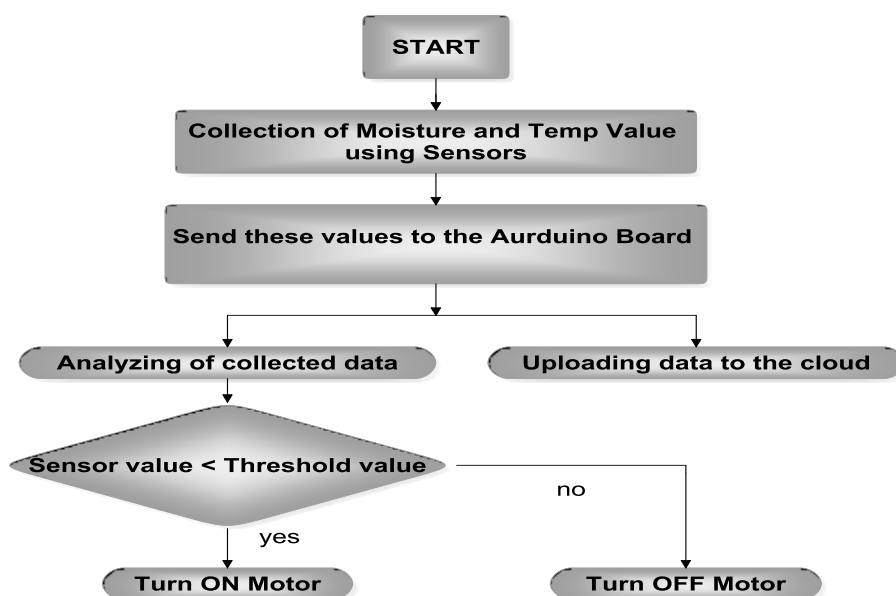 START
Collection of Moisture and Temp Value
using Sensors
Send these values to the Aurduino Board
Analyzing of collected data
Uploading data to the cloud
Sensor value < Threshold value
no
yes
Turn ON Motor
Turn OFF Motor